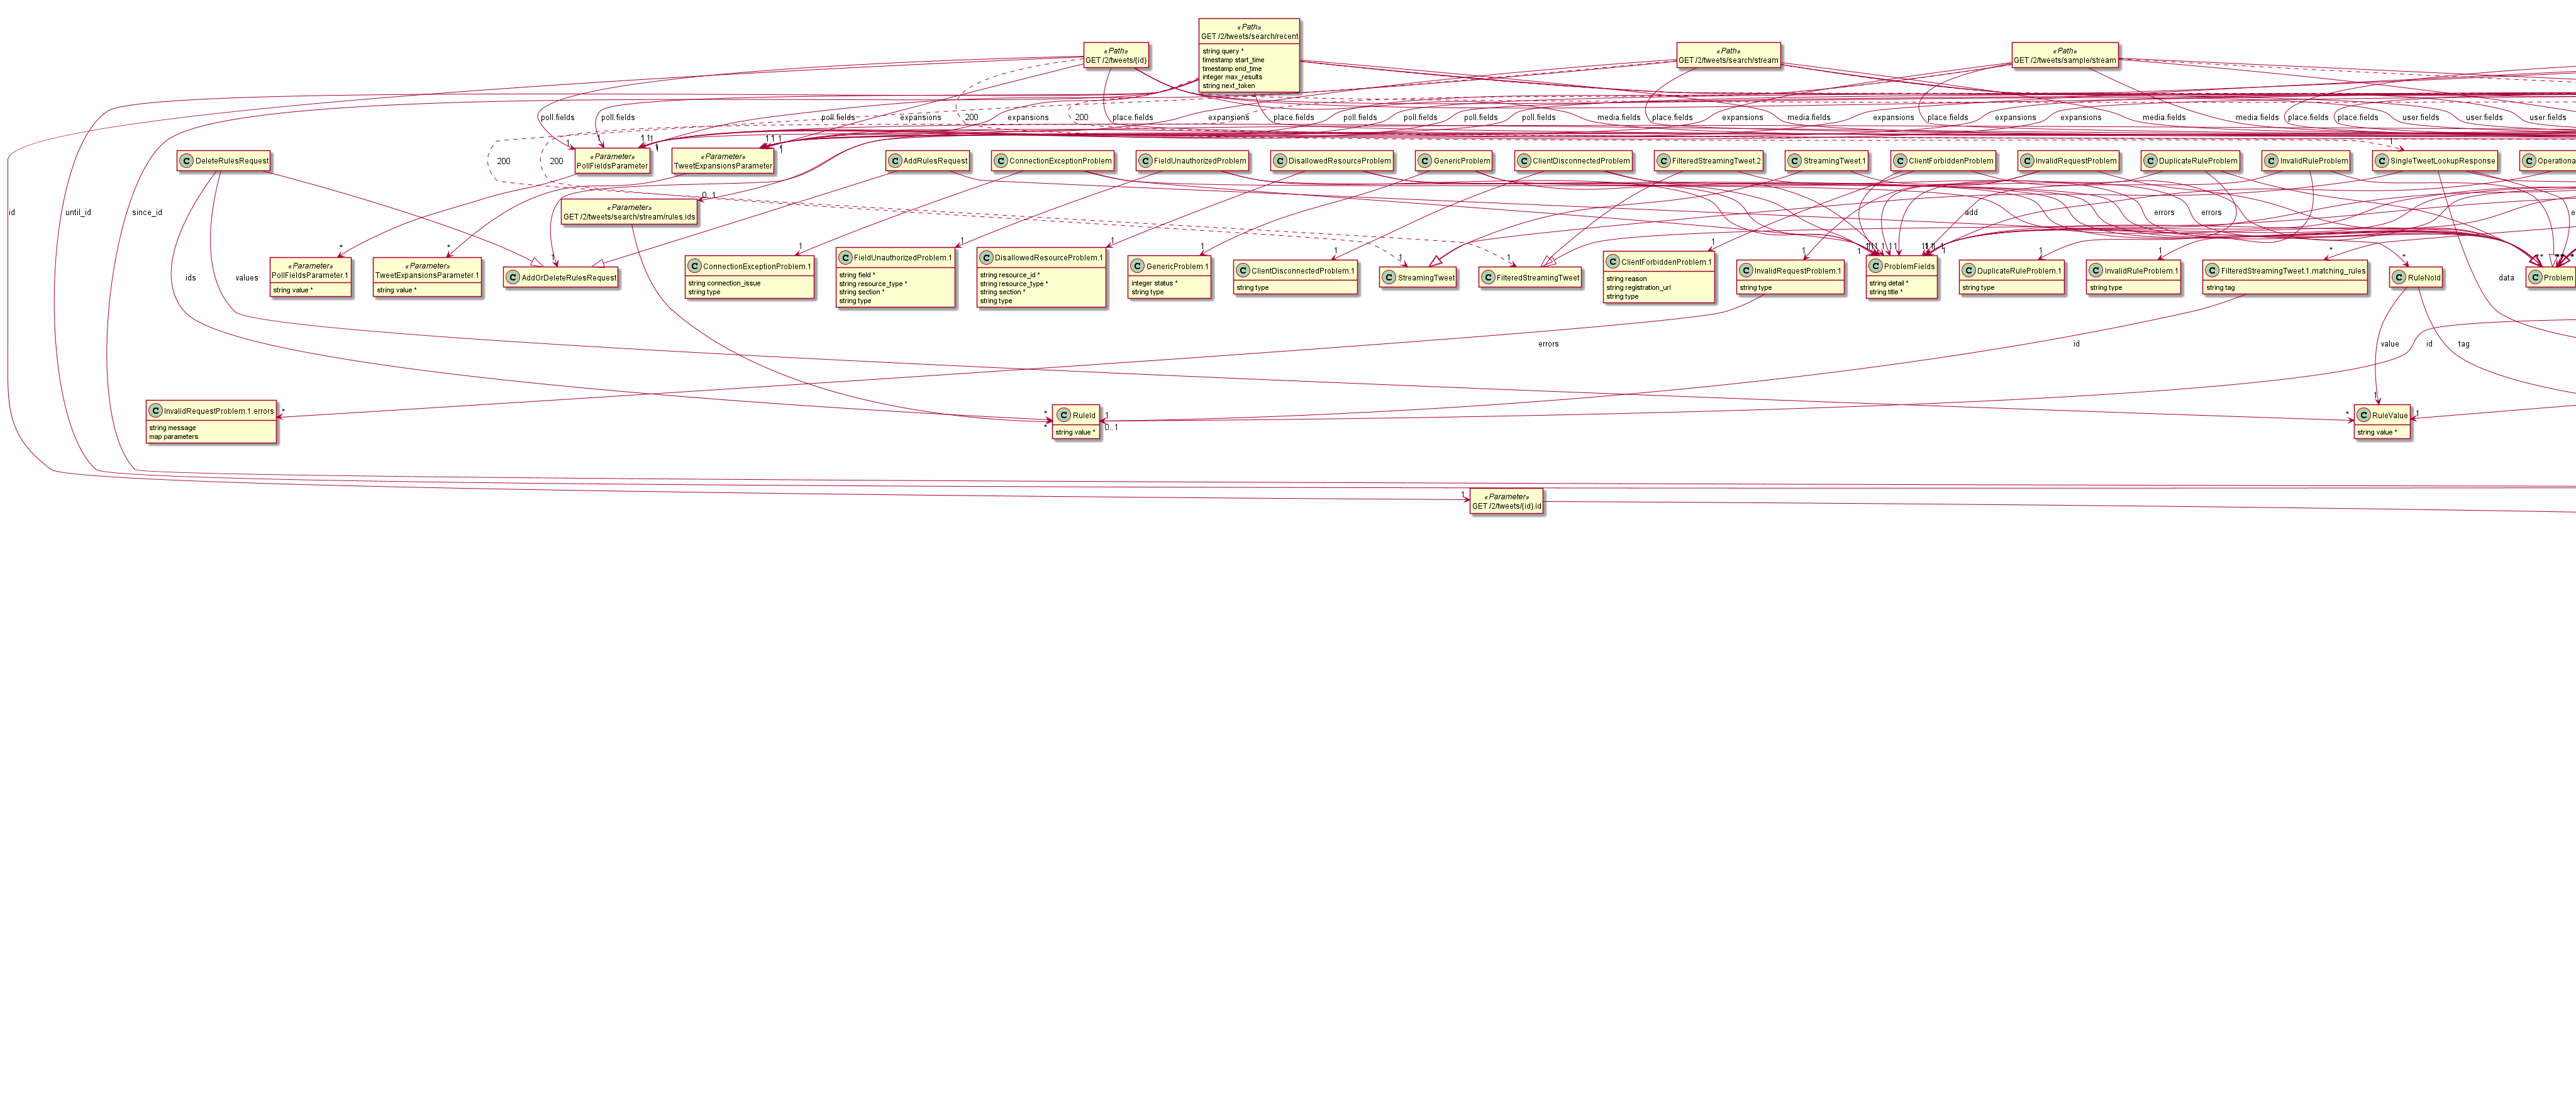 «Path»
GET /2/tweets/search/recent
string query *
timestamp start_time
timestamp end_time
integer max_results
string next_token
«Path»
GET /2/tweets/{id}
«Path»
GET /2/tweets/search/stream
«Path»
GET /2/tweets/sample/stream
poll.fields
poll.fields
poll.fields
expansions
200
expansions
200
place.fields
expansions
place.fields
poll.fields
poll.fields
poll.fields
poll.fields
media.fields
place.fields
expansions
media.fields
expansions
place.fields
expansions
expansions
media.fields
media.fields
place.fields
place.fields
user.fields
user.fields
user.fields
200
200
DeleteRulesRequest
«Parameter»
PollFieldsParameter
«Parameter»
TweetExpansionsParameter
AddRulesRequest
ConnectionExceptionProblem
FieldUnauthorizedProblem
DisallowedResourceProblem
GenericProblem
ClientDisconnectedProblem
FilteredStreamingTweet.2
StreamingTweet.1
ClientForbiddenProblem
InvalidRequestProblem
DuplicateRuleProblem
InvalidRuleProblem
SingleTweetLookupResponse
Operationa
0..1
«Parameter»
GET /2/tweets/search/stream/rules.ids
id
until_id
since_id
add
errors
errors
e
«Parameter»
PollFieldsParameter.1
string value *
«Parameter»
TweetExpansionsParameter.1
string value *
AddOrDeleteRulesRequest
ConnectionExceptionProblem.1
string connection_issue
string type
FieldUnauthorizedProblem.1
string field *
string resource_type *
string section *
string type
DisallowedResourceProblem.1
string resource_id *
string resource_type *
string section *
string type
GenericProblem.1
integer status *
string type
ClientDisconnectedProblem.1
string type
StreamingTweet
FilteredStreamingTweet
ClientForbiddenProblem.1
string reason
string registration_url
string type
InvalidRequestProblem.1
string type
ProblemFields
string detail *
string title *
DuplicateRuleProblem.1
string type
InvalidRuleProblem.1
string type
FilteredStreamingTweet.1.matching_rules
string tag
RuleNoId
Problem
ids
values
data
errors
id
value
id
tag
InvalidRequestProblem.1.errors
string message
map parameters
*
*
*
RuleId
string value *
1
0..1
*
1
RuleValue
string value *
1
1
«Parameter»
GET /2/tweets/{id}.id